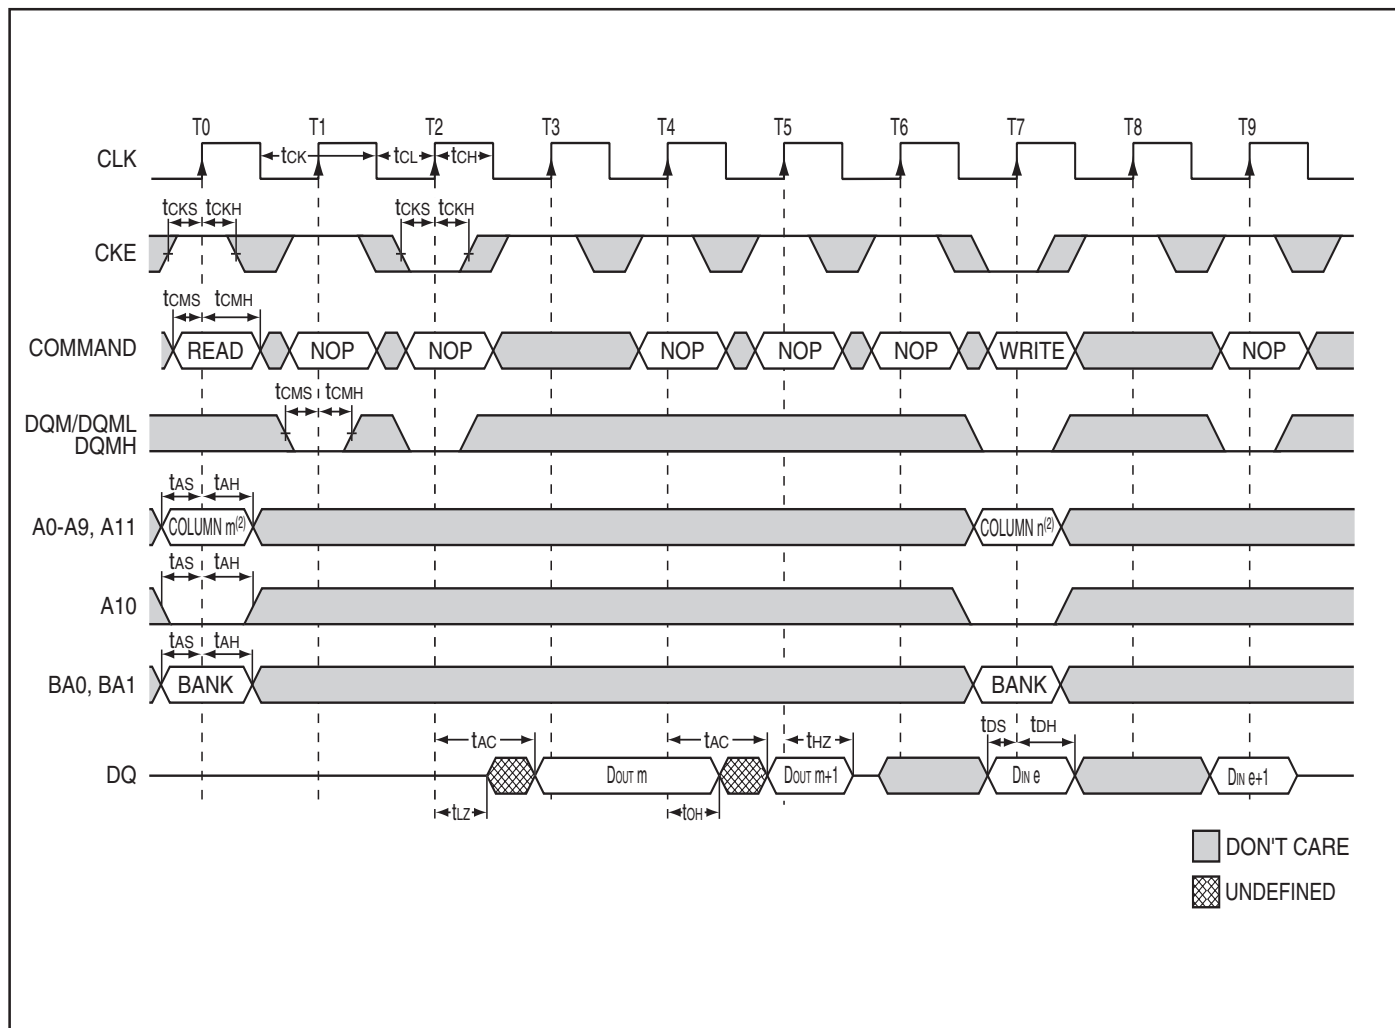 T0 T1 T2 T3 T4 T5 T6 T7 T8 T9
CLK
tCK tCL tCH
tCKS tCKH tCKS tCKH
CKE
tCMS tCMH
COMMAND READ NOP NOP NOP NOP NOP WRITE NOP
tCMS tCMH
DQM/DQML
DQMH
tAS tAH
A0-A9, A11 COLUMN m(2) COLUMN n(2)
tAS tAH
A10
tAS tAH
BA0, BA1 BANK BANK
tAC tAC tHZ tDS tDH
DQ DOUT m DOUT m+1 DIN e DIN e+1
tLZ tOH
DON'T CARE
UNDEFINED